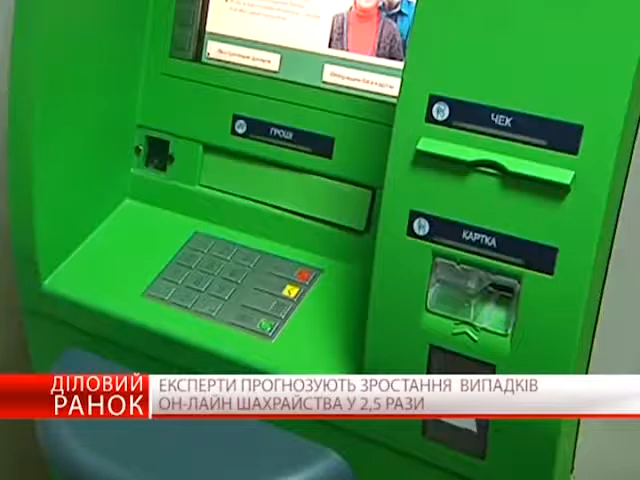 ЧЕК
ГРОШІ
КАРТКА
ДІЛОВИЙ
РАНОК
ЕКСПЕРТИ ПРОГНОЗУЮТЬ ЗРОСТАННЯ ВИПАДКІВ
ОН-ЛАЙН ШАХРАЙСТВА У 2,5 РАЗИ